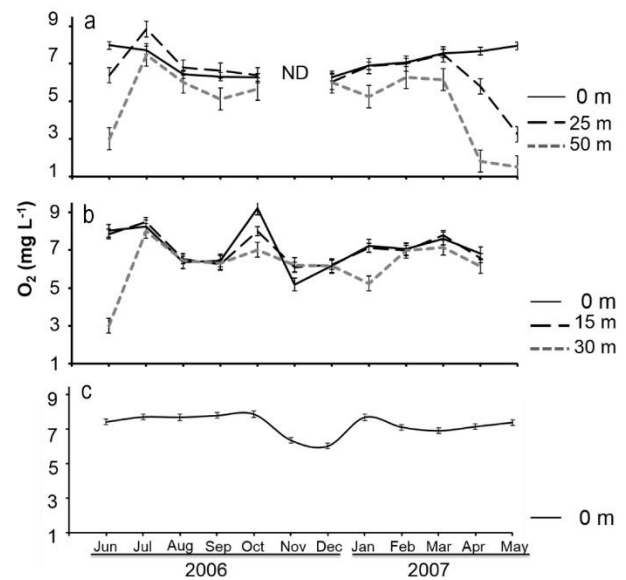 a
9
7
5
3
1
ND
0 m
25 m
50 m
b
9
7
5
3
1
0 m
15 m
30 m
O₂ (mg L⁻¹)
c
9
7
5
3
1
0 m
Jun Jul Aug Sep Oct Nov Dec Jan Feb Mar Apr May
2006 2007